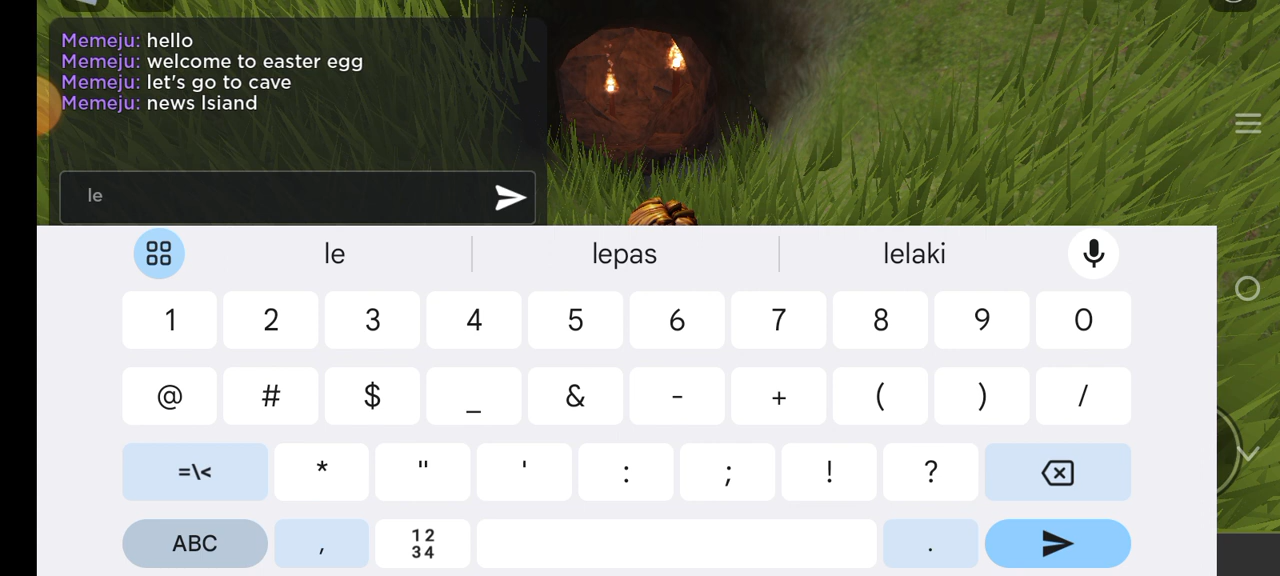 Memeju: hello
Memeju: welcome to easter egg
Memeju: let's go to cave
Memeju: news Isiand
le
le lepas lelaki
1 2 3 4 5 6 7 8 9 0
@ # $ _ & - + ( ) /
=\< * " ' : ; ! ?
ABC , 12 34 .